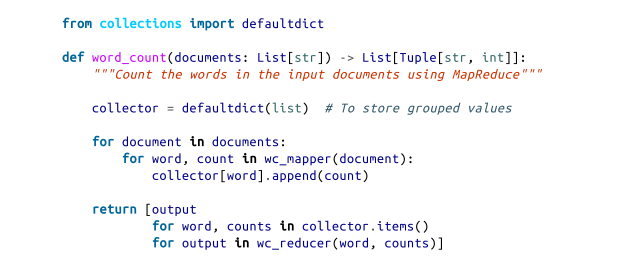 from collections import defaultdict

def word_count(documents: List[str]) -> List[Tuple[str, int]]:
    """Count the words in the input documents using MapReduce"""

    collector = defaultdict(list)  # To store grouped values

    for document in documents:
        for word, count in wc_mapper(document):
            collector[word].append(count)

    return [output
            for word, counts in collector.items()
            for output in wc_reducer(word, counts)]